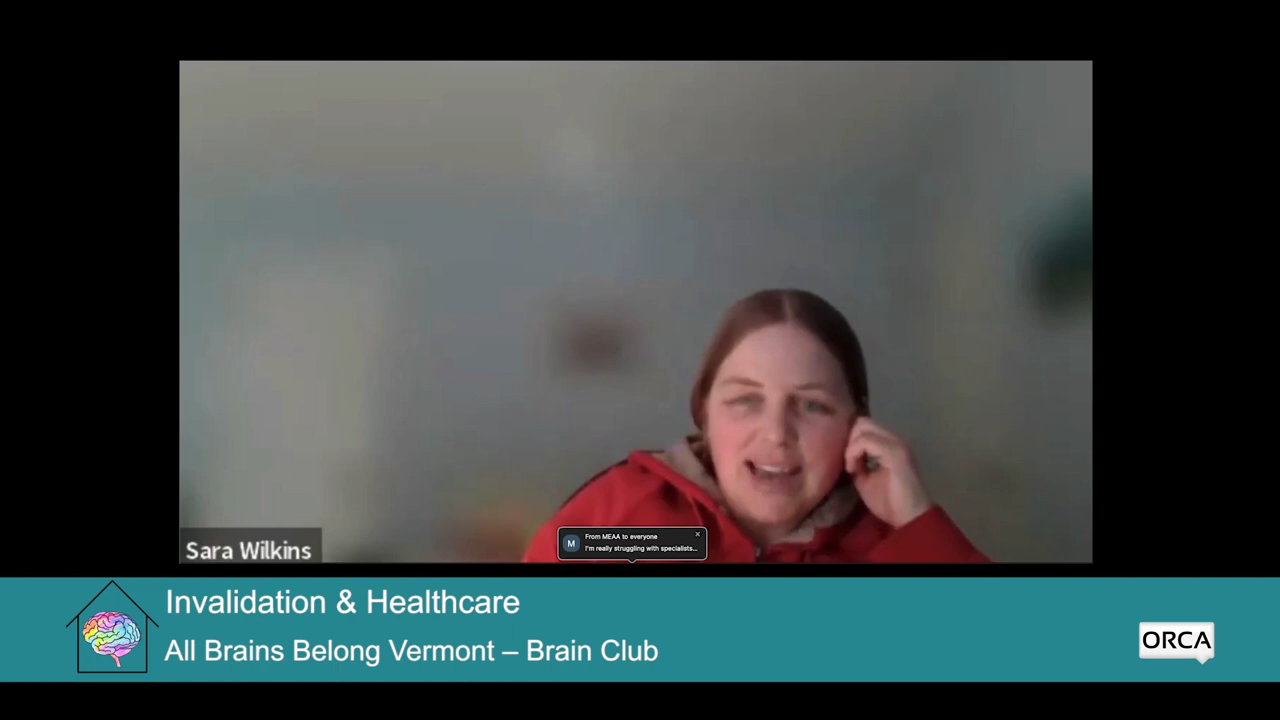 Sara Wilkins
M
From MEAA to everyone
I'm really struggling with specialists...
Invalidation & Healthcare
All Brains Belong Vermont – Brain Club
ORCA